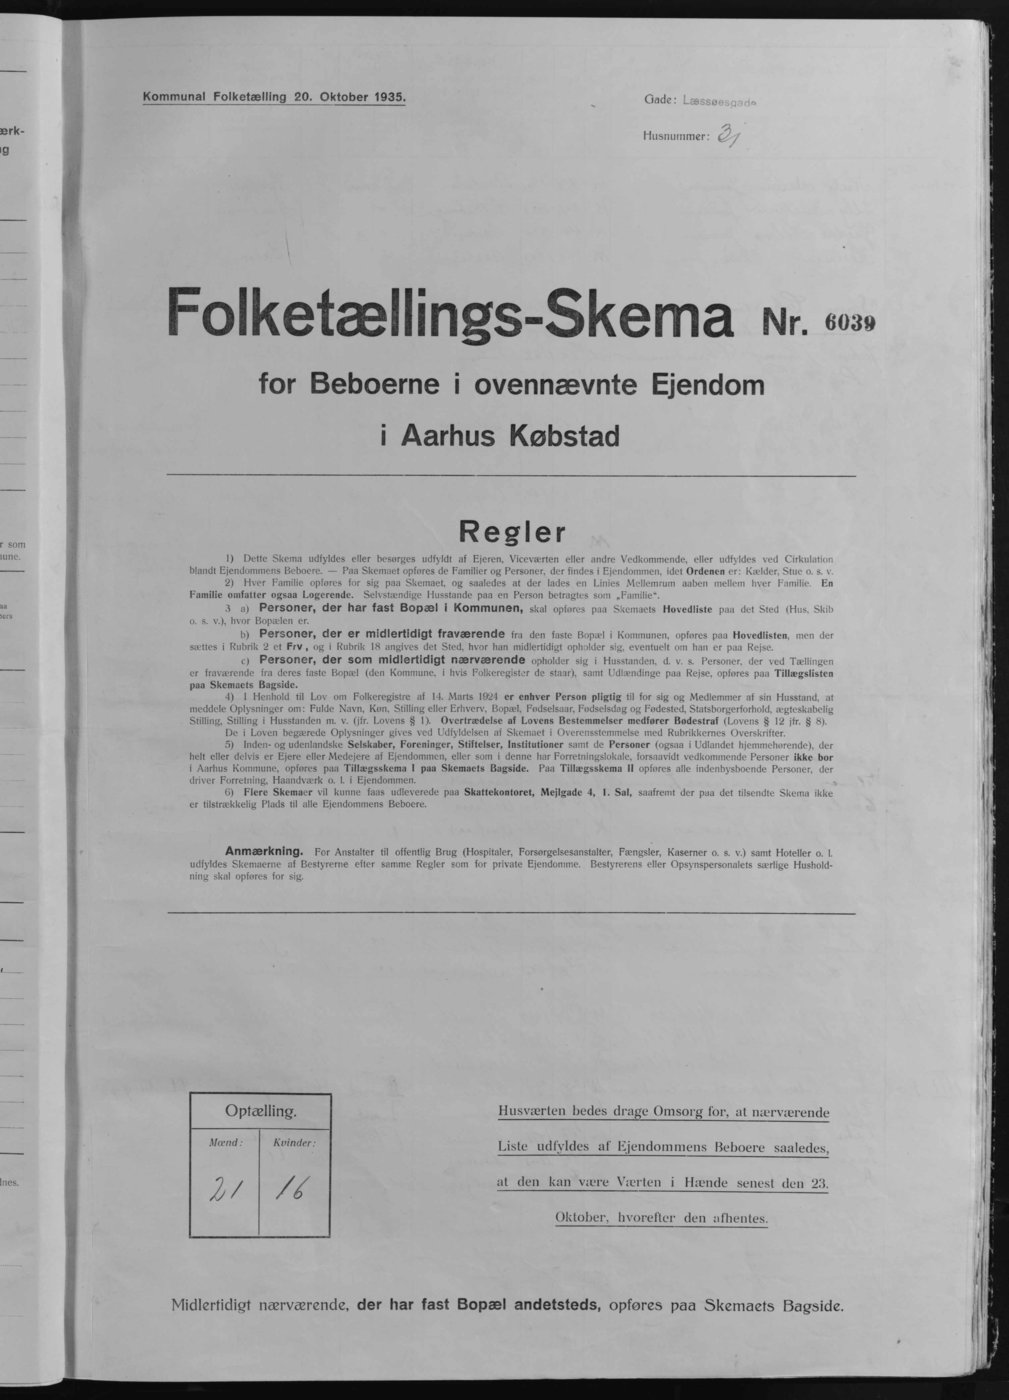 Kommunal Folketælling 20. Oktober 1935.
Gade: Læssøesgade
Husnummer: 31
ærk-
Folketællings-Skema Nr. 6039
for Beboerne i ovennævnte Ejendom
i Aarhus Købstad
Regler
1) Dette Skema udfyldes eller besørges udfyldt af Ejeren, Viceværten eller andre Vedkommende, eller udfyldes ved Cirkulation
blandt Ejendommens Beboere. — Paa Skemaet opføres de Familier og Personer, der findes i Ejendommen, idet Ordenen er: Kælder, Stue o. s. v.
2) Hver Familie opføres for sig paa Skemaet, og saaledes at der lades en Linies Mellemrum aaben mellem hver Familie. En
Familie omfatter ogsaa Logerende. Selvstændige Husstande paa en Person betragtes som „Familie“.
3 a) Personer, der har fast Bopæl i Kommunen, skal opføres paa Skemaets Hovedliste paa det Sted (Hus, Skib
o. s. v.), hvor Bopælen er.
b) Personer, der er midlertidigt fraværende fra den faste Bopæl i Kommunen, opføres paa Hovedlisten, men der
sættes i Rubrik 2 et Frv., og i Rubrik 18 angives det Sted, hvor han midlertidigt opholder sig, eventuelt om han er paa Rejse.
c) Personer, der som midlertidigt nærværende opholder sig i Husstanden, d. v. s. Personer, der ved Tællingen
er fraværende fra deres faste Bopæl (den Kommune, i hvis Folkeregister de staar), samt Udlændinge paa Rejse, opføres paa Tillægslisten
paa Skemaets Bagside.
4) I Henhold til Lov om Folkeregistre af 14. Marts 1924 er enhver Person pligtig til for sig og Medlemmer af sin Husstand, at
meddele Oplysninger om: Fulde Navn, Køn, Stilling eller Erhverv, Bopæl, Fødselsaar, Fødselsdag og Fødested, Statsborgerforhold, ægteskabelig
Stilling, Stilling i Husstanden m. v. (jfr. Lovens § 1). Overtrædelse af Lovens Bestemmelser medfører Bødestraf (Lovens § 12 jfr. § 8).
De i Loven begærede Oplysninger gives ved Udfyldelsen af Skemaet i Overensstemmelse med Rubrikkernes Overskrifter.
5) Inden- og udenlandske Selskaber, Foreninger, Stiftelser, Institutioner samt de Personer (ogsaa i Udlandet hjemmehørende), der
helt eller delvis er Ejere eller Medejere af Ejendommen, eller som i denne har Forretningslokale, forsaavidt vedkommende Personer ikke bor
i Aarhus Kommune, opføres paa Tillægsskema I paa Skemaets Bagside. Paa Tillægsskema II opføres alle indenbysboende Personer, der
driver Forretning, Haandværk o. l. i Ejendommen.
6) Flere Skemaer vil kunne faas udleverede paa Skattekontoret, Mejlgade 4, 1. Sal, saafremt der paa det tilsendte Skema ikke
er tilstrækkelig Plads til alle Ejendommens Beboere.
Anmærkning. For Anstalter til offentlig Brug (Hospitaler, Forsørgelsesanstalter, Fængsler, Kaserner o. s. v.) samt Hoteller o. l.
udfyldes Skemaerne af Bestyrerne efter samme Regler som for private Ejendomme. Bestyrerens eller Opsynspersonalets særlige Hushold-
ning skal opføres for sig.
Optælling.
Mænd: Kvinder:
21 16
Husværten bedes drage Omsorg for, at nærværende
Liste udfyldes af Ejendommens Beboere saaledes,
at den kan være Værten i Hænde senest den 23.
Oktober, hvorefter den afhentes.
Midlertidigt nærværende, der har fast Bopæl andetsteds, opføres paa Skemaets Bagside.